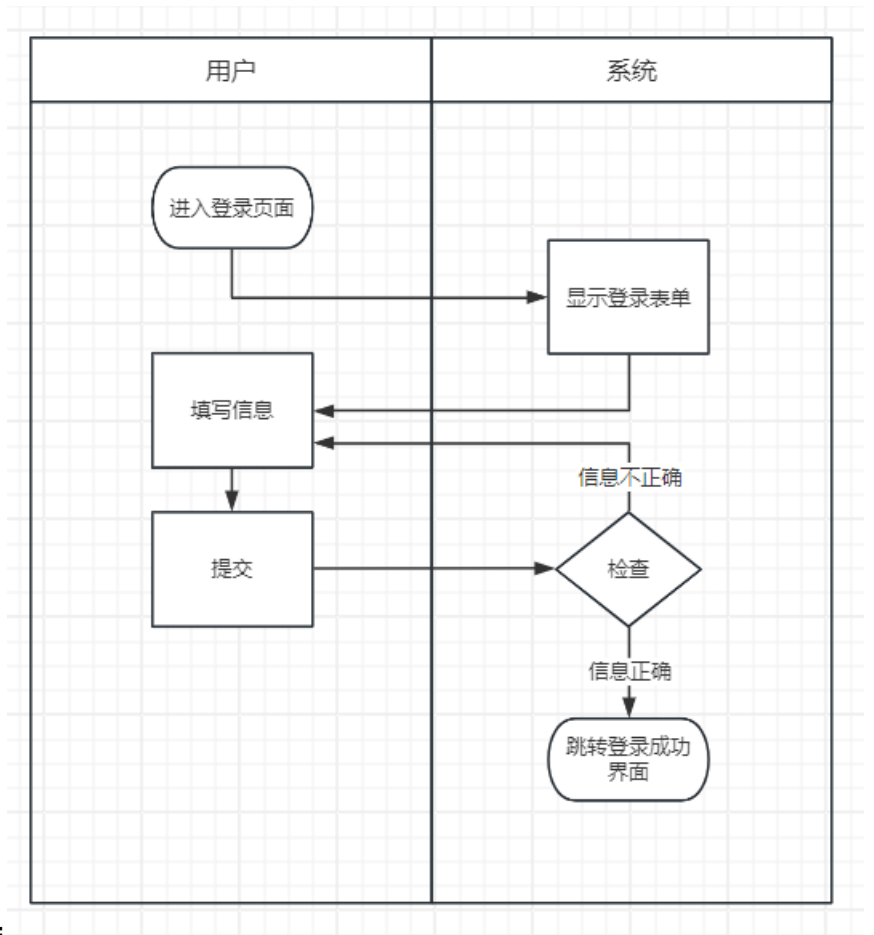 用户
系统
进入登录页面
显示登录表单
填写信息
信息不正确
提交
检查
信息正确
跳转登录成功
界面